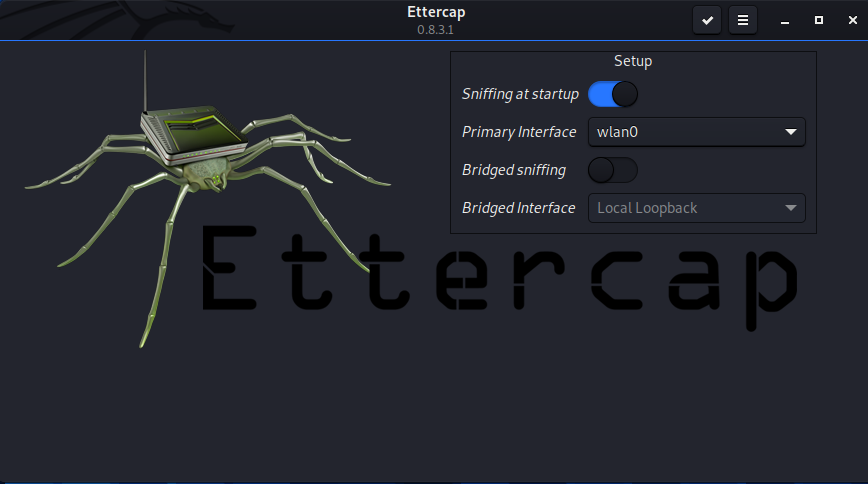 Ettercap
0.8.3.1
Setup
Sniffing at startup
Primary Interface wlan0
Bridged sniffing
Bridged Interface Local Loopback
Ettercap